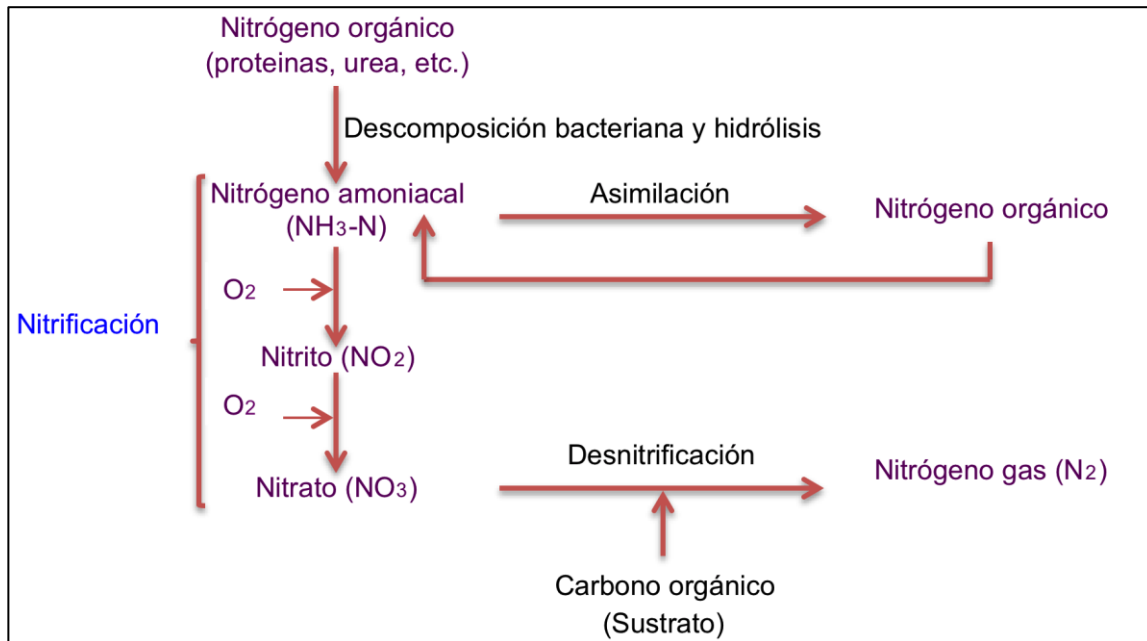 Nitrógeno orgánico
(proteinas, urea, etc.)
Descomposición bacteriana y hidrólisis
Nitrógeno amoniacal
(NH3-N)
Asimilación
Nitrógeno orgánico
O2
Nitrificación
Nitrito (NO2)
O2
Desnitrificación
Nitrato (NO3)
Nitrógeno gas (N2)
Carbono orgánico
(Sustrato)